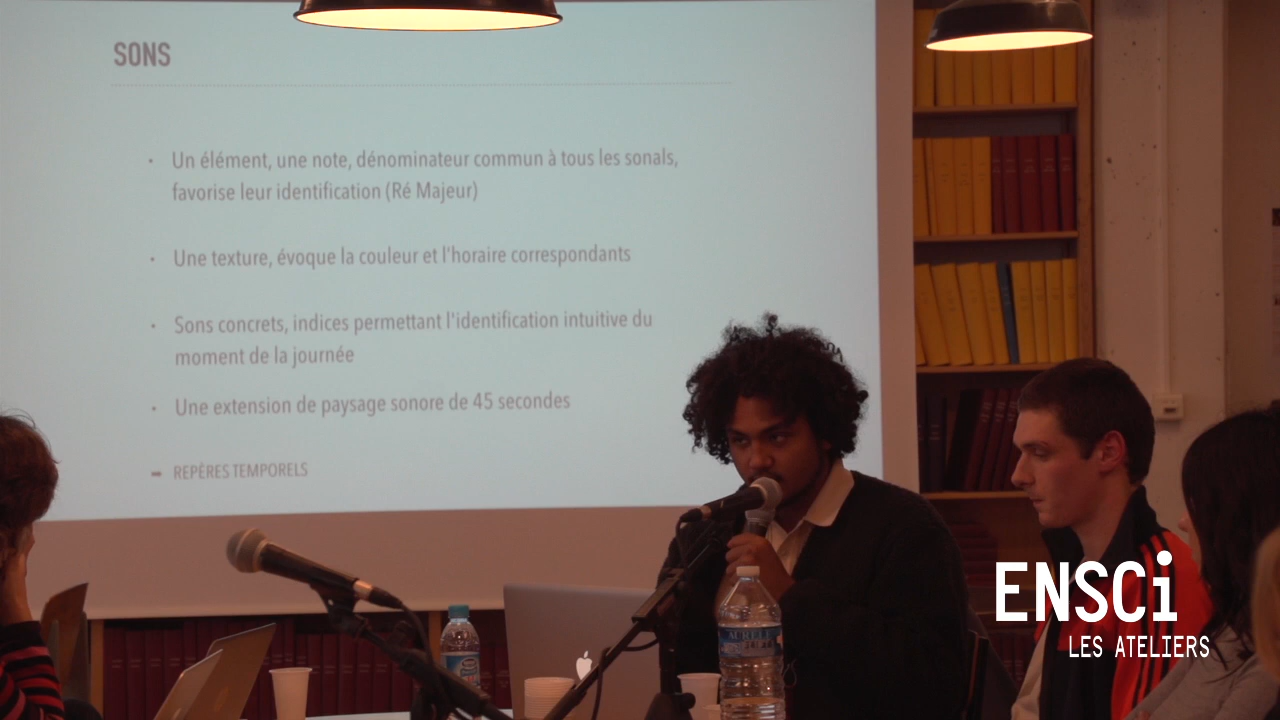 SONS
• Un élément, une note, dénominateur commun à tous les sonals,
favorise leur identification (Ré Majeur)
• Une texture, évoque la couleur et l'horaire correspondants
• Sons concrets, indices permettant l'identification intuitive du
moment de la journée
• Une extension de paysage sonore de 45 secondes
– REPÈRES TEMPORELS
ENSCi
LES ATELIERS